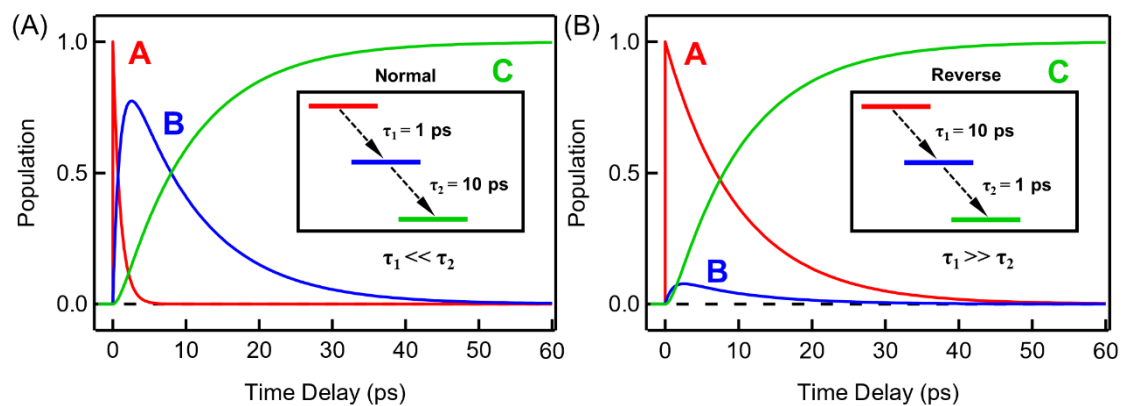 (A)
Population
1.0
0.5
0.0
A
B
C
Normal
τ₁ = 1 ps
τ₂ = 10 ps
τ₁ << τ₂
0 10 20 30 40 50 60
Time Delay (ps)
(B)
Population
1.0
0.5
0.0
A
B
C
Reverse
τ₁ = 10 ps
τ₂ = 1 ps
τ₁ >> τ₂
0 10 20 30 40 50 60
Time Delay (ps)